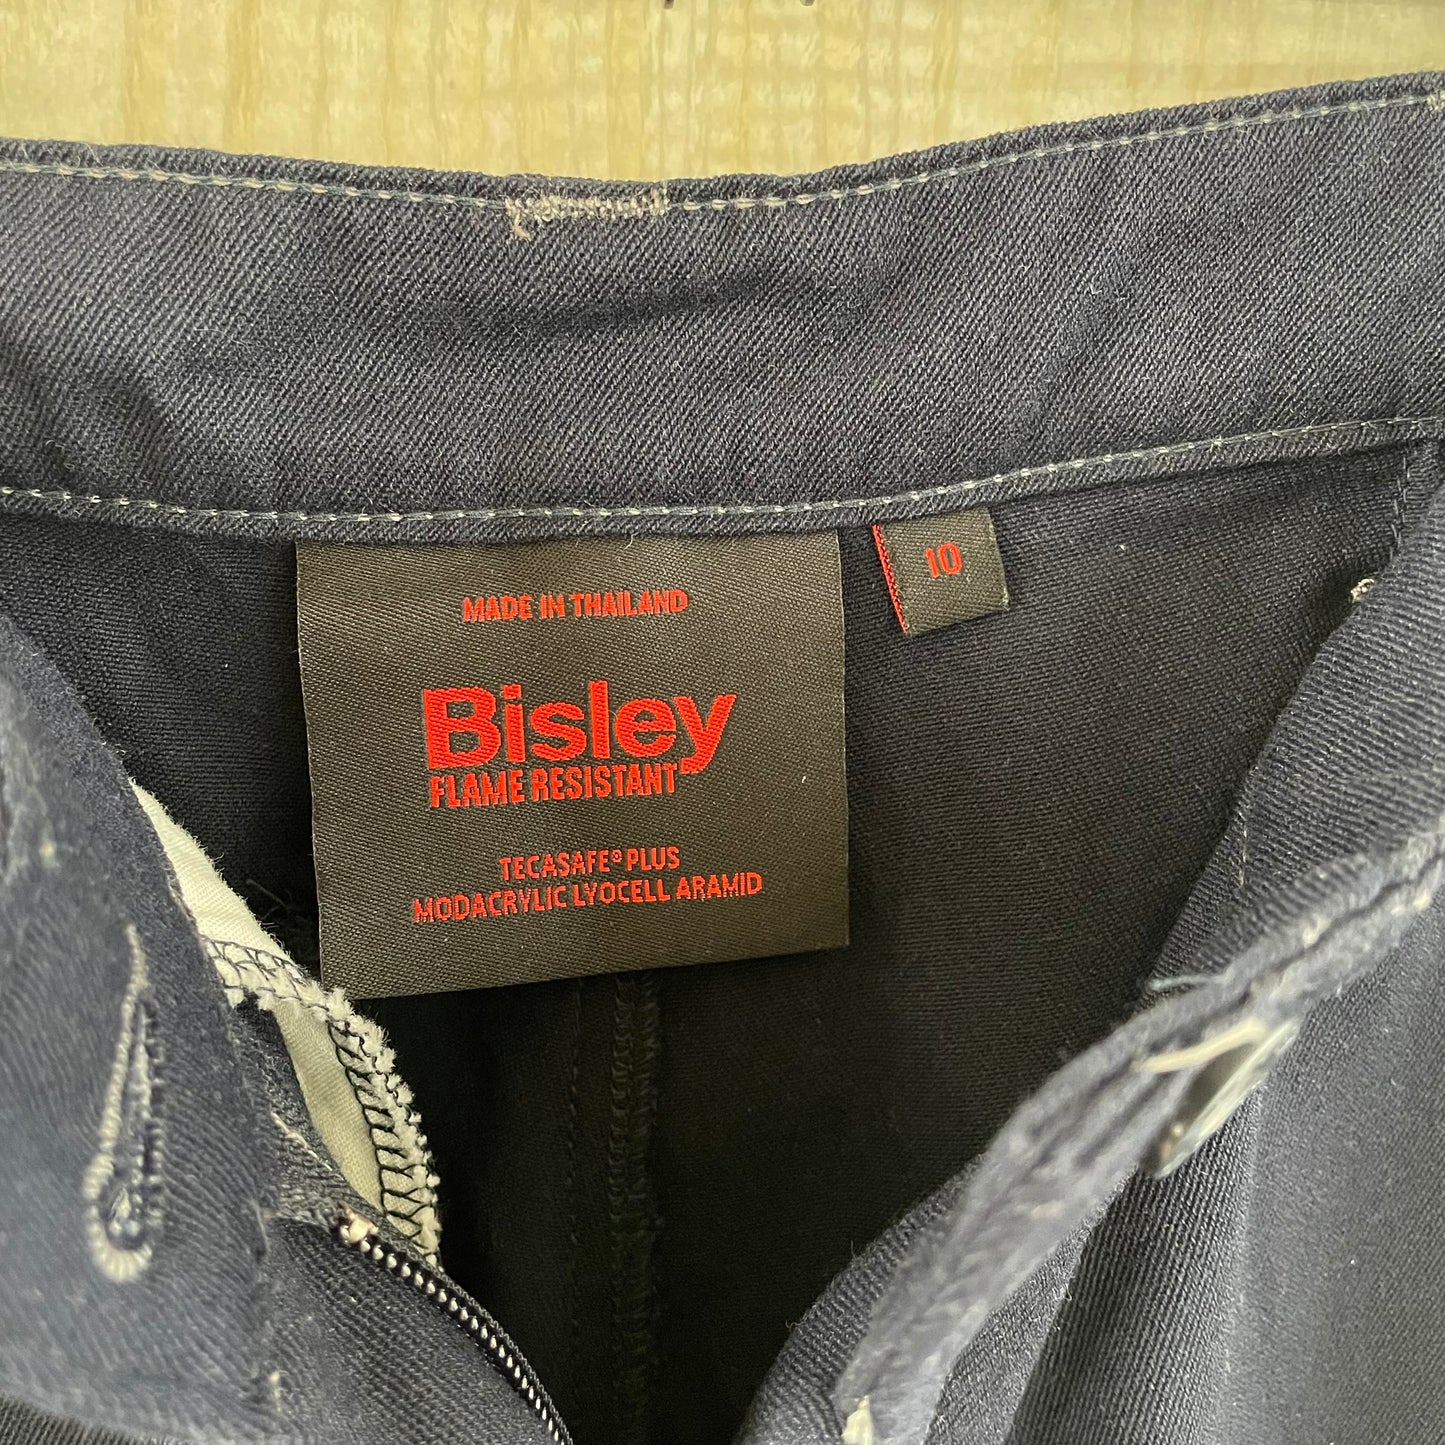 MADE IN THAILAND
10
Bisley
FLAME RESISTANT
TECASAFE® PLUS
MODACRYLIC LYOCELL ARAMID